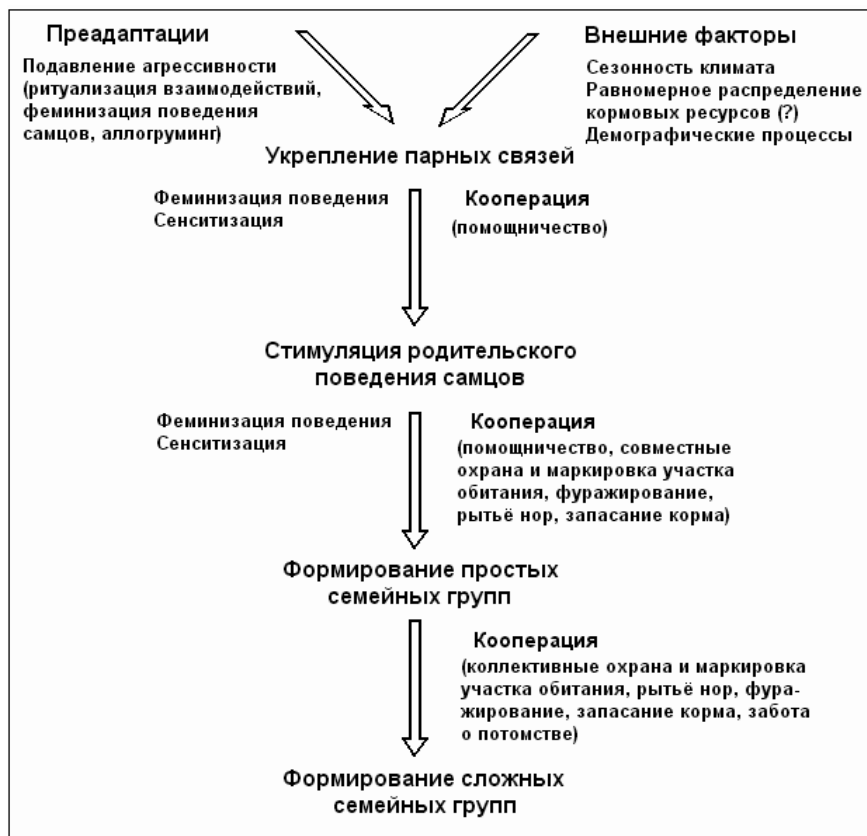 Преадаптации
Подавление агрессивности
(ритуализация взаимодействий,
феминизация поведения
самцов, аллогруминг)
Внешние факторы
Сезонность климата
Равномерное распределение
кормовых ресурсов (?)
Демографические процессы
Укрепление парных связей
Феминизация поведения
Сенситизация
Кооперация
(помощничество)
Стимуляция родительского
поведения самцов
Феминизация поведения
Сенситизация
Кооперация
(помощничество, совместные
охрана и маркировка участка
обитания, фуражирование,
рытьё нор, запасание корма)
Формирование простых
семейных групп
Кооперация
(коллективные охрана и маркировка
участка обитания, рытьё нор, фура-
жирование, запасание корма, забота
о потомстве)
Формирование сложных
семейных групп